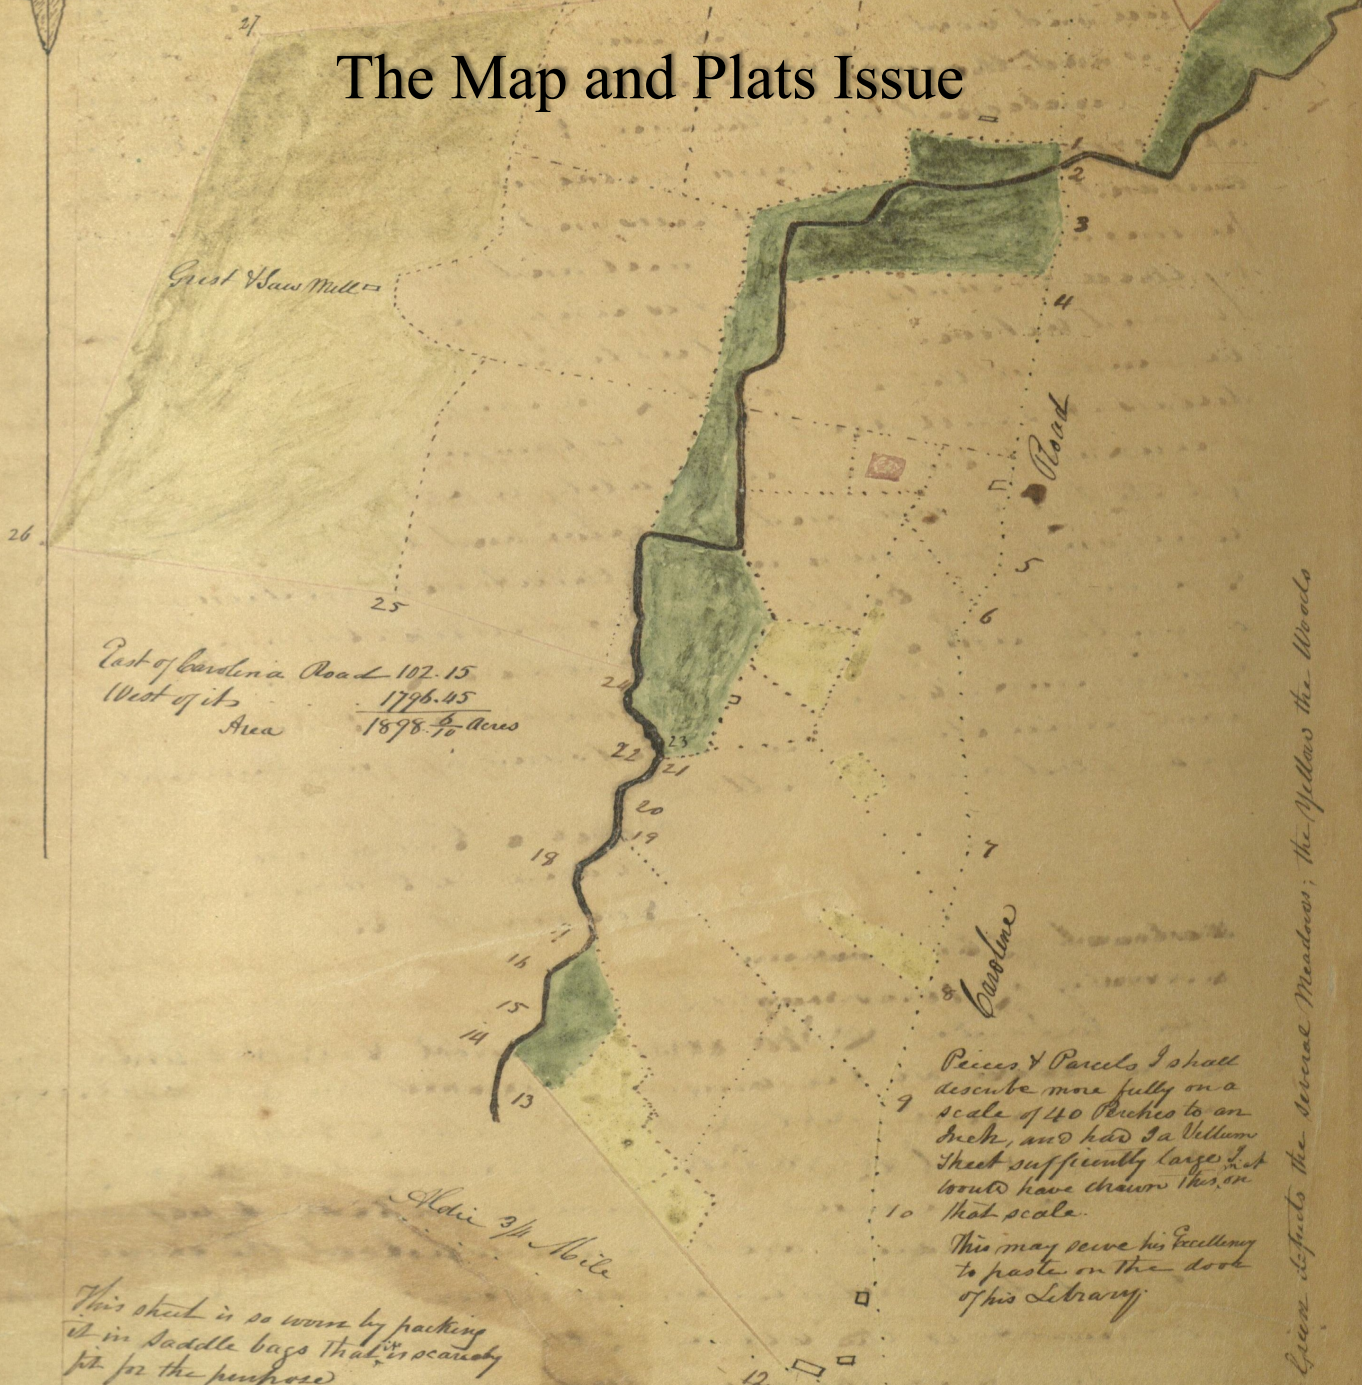 The Map and Plats Issue
27
1
2
3
Grist & Saw Mill
4
Road
26
5
25
6
East of Carolina Road 102.15
West of its 1796.45
Area 1898 6/10 Acres
24
23
22
21
20
19
18
7
Caroline
16
8
15
14
13
9
Peices & Parcels I shall
describe more fully on a
scale of 40 Perches to an
Inch, and had I a Vellum
Sheet sufficiently large I
would have drawn this on
that scale.
10
This may serve his Excellency
to paste on the door
of his Library.
Aldie 3/4 Mile
This sheet is so worn by packing
it in saddle bags that is scarcely
fit for the purpose
12
Green depicts the several Meadows; the Yellow the Woods